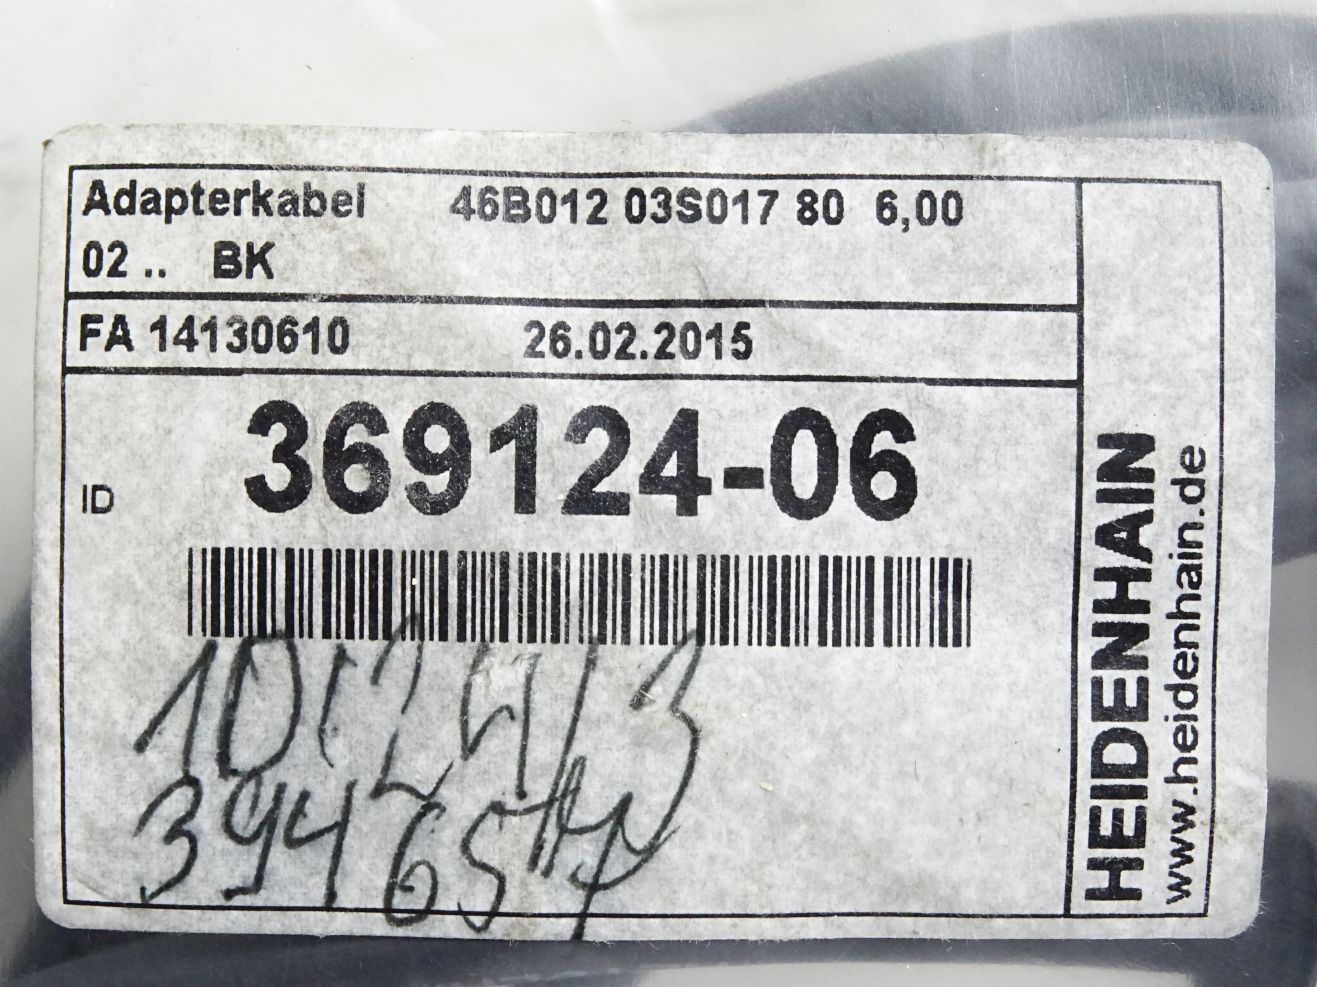 Adapterkabel 46B012 03S017 80 6,00
02 .. BK
FA 14130610 26.02.2015
ID 369124-06
HEIDENHAIN
www.heidenhain.de